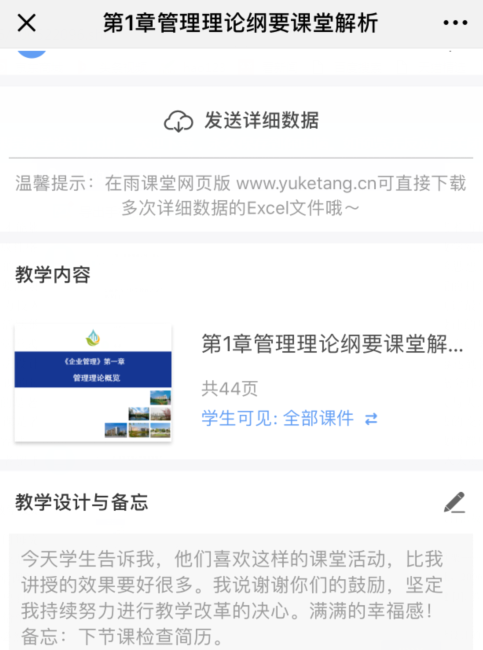 第1章管理理论纲要课堂解析
发送详细数据
温馨提示：在雨课堂网页版 www.yuketang.cn可直接下载
多次详细数据的Excel文件哦～
教学内容
《企业管理》第一章
管理理论概览
第1章管理理论纲要课堂解...
共44页
学生可见: 全部课件
教学设计与备忘
今天学生告诉我，他们喜欢这样的课堂活动，比我
讲授的效果要好很多。我说谢谢你们的鼓励，坚定
我持续努力进行教学改革的决心。满满的幸福感！
备忘：下节课检查简历。